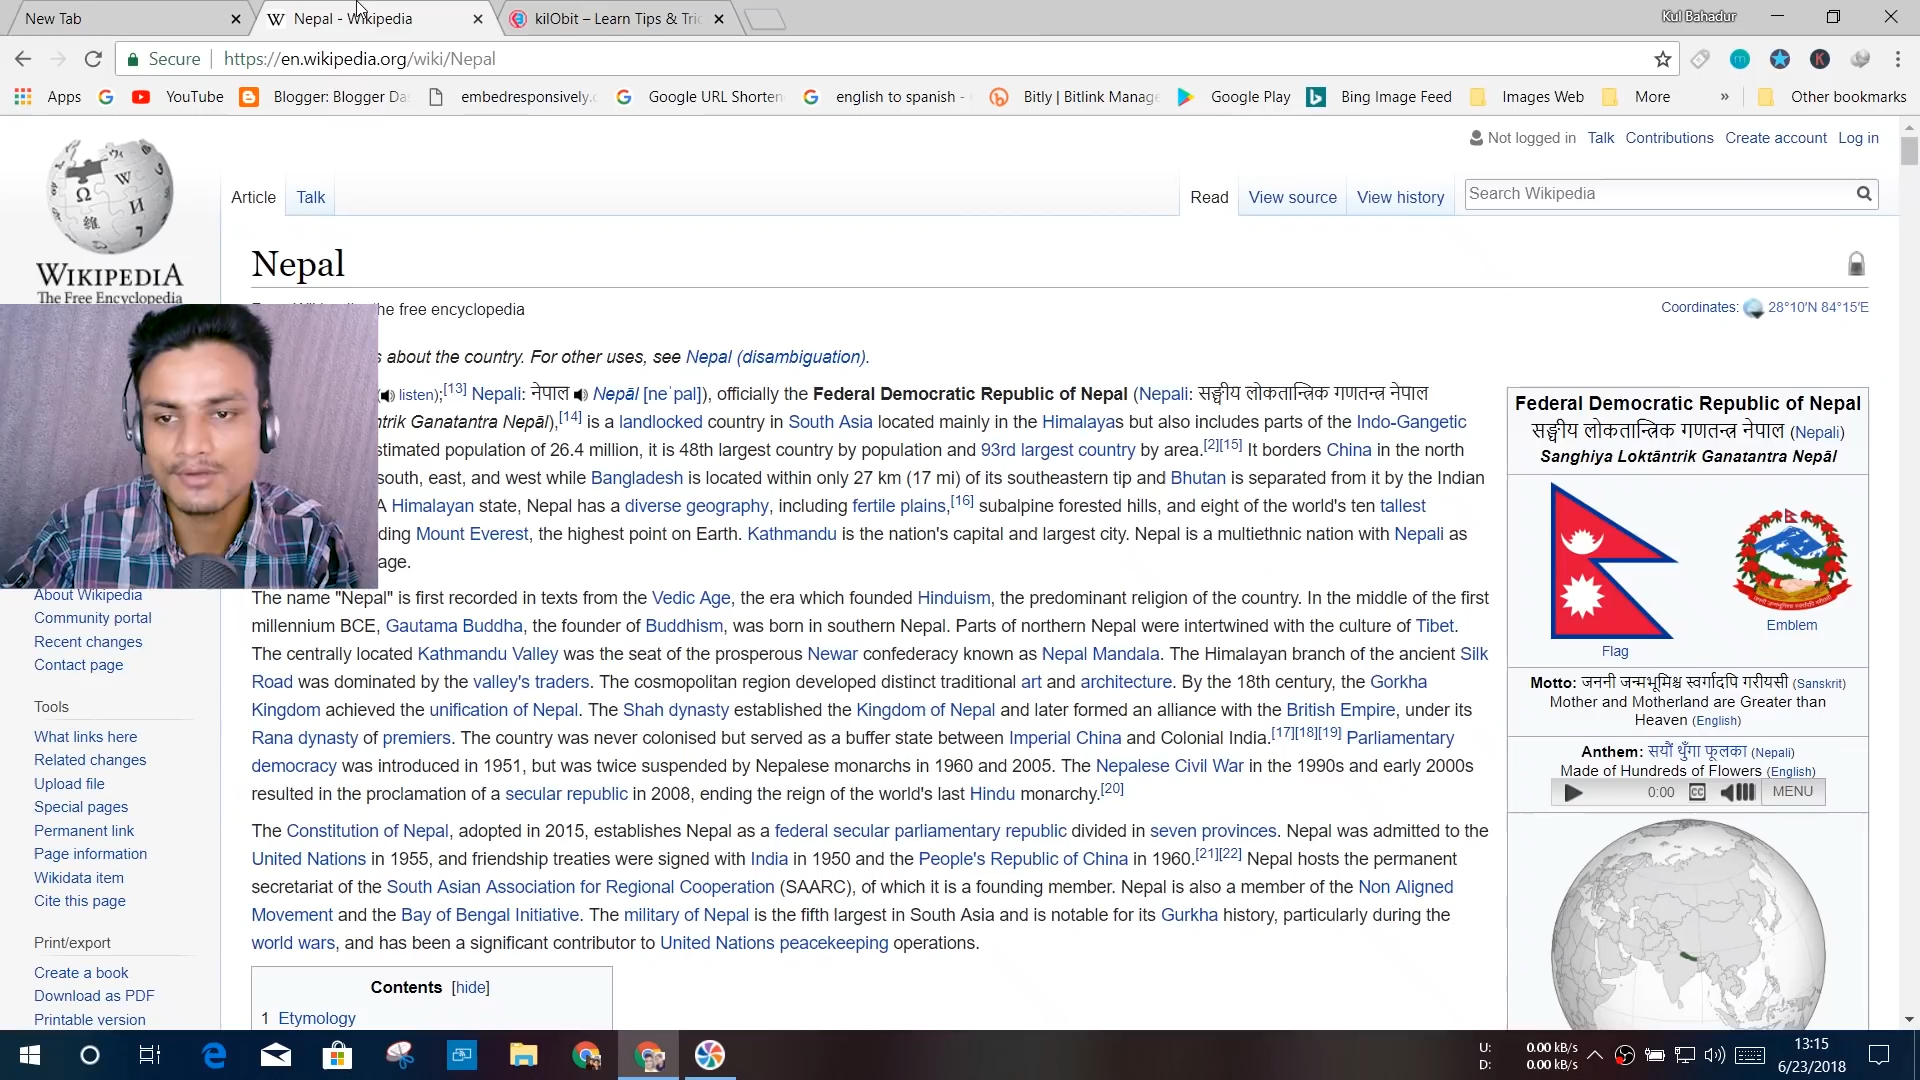 New Tab
Nepal - Wikipedia
kilObit – Learn Tips & Tric
Kul Bahadur
Secure
https://en.wikipedia.org/wiki/Nepal
Apps
YouTube
Blogger: Blogger Da
embedresponsively.c
Google URL Shorten
english to spanish -
Bitly | Bitlink Manage
Google Play
Bing Image Feed
Images Web
More
»
Other bookmarks
Not logged in Talk Contributions Create account Log in
WIKIPEDIA
The Free Encyclopedia
Article Talk
Read View source View history
Search Wikipedia
Nepal
he free encyclopedia
Coordinates: 28°10′N 84°15′E
s about the country. For other uses, see Nepal (disambiguation).
(listen);[13] Nepali: नेपाल Nepāl [neˈpal]), officially the Federal Democratic Republic of Nepal (Nepali: सङ्घीय लोकतान्त्रिक गणतन्त्र नेपाल
ntrik Ganatantra Nepāl),[14] is a landlocked country in South Asia located mainly in the Himalayas but also includes parts of the Indo-Gangetic
stimated population of 26.4 million, it is 48th largest country by population and 93rd largest country by area.[2][15] It borders China in the north
south, east, and west while Bangladesh is located within only 27 km (17 mi) of its southeastern tip and Bhutan is separated from it by the Indian
A Himalayan state, Nepal has a diverse geography, including fertile plains,[16] subalpine forested hills, and eight of the world's ten tallest
ding Mount Everest, the highest point on Earth. Kathmandu is the nation's capital and largest city. Nepal is a multiethnic nation with Nepali as
age.
The name "Nepal" is first recorded in texts from the Vedic Age, the era which founded Hinduism, the predominant religion of the country. In the middle of the first
millennium BCE, Gautama Buddha, the founder of Buddhism, was born in southern Nepal. Parts of northern Nepal were intertwined with the culture of Tibet.
The centrally located Kathmandu Valley was the seat of the prosperous Newar confederacy known as Nepal Mandala. The Himalayan branch of the ancient Silk
Road was dominated by the valley's traders. The cosmopolitan region developed distinct traditional art and architecture. By the 18th century, the Gorkha
Kingdom achieved the unification of Nepal. The Shah dynasty established the Kingdom of Nepal and later formed an alliance with the British Empire, under its
Rana dynasty of premiers. The country was never colonised but served as a buffer state between Imperial China and Colonial India.[17][18][19] Parliamentary
democracy was introduced in 1951, but was twice suspended by Nepalese monarchs in 1960 and 2005. The Nepalese Civil War in the 1990s and early 2000s
resulted in the proclamation of a secular republic in 2008, ending the reign of the world's last Hindu monarchy.[20]
The Constitution of Nepal, adopted in 2015, establishes Nepal as a federal secular parliamentary republic divided in seven provinces. Nepal was admitted to the
United Nations in 1955, and friendship treaties were signed with India in 1950 and the People's Republic of China in 1960.[21][22] Nepal hosts the permanent
secretariat of the South Asian Association for Regional Cooperation (SAARC), of which it is a founding member. Nepal is also a member of the Non Aligned
Movement and the Bay of Bengal Initiative. The military of Nepal is the fifth largest in South Asia and is notable for its Gurkha history, particularly during the
world wars, and has been a significant contributor to United Nations peacekeeping operations.
Contents [hide]
1 Etymology
Federal Democratic Republic of Nepal
सङ्घीय लोकतान्त्रिक गणतन्त्र नेपाल (Nepali)
Sanghiya Loktāntrik Ganatantra Nepāl
Flag
Emblem
Motto: जननी जन्मभूमिश्च स्वर्गादपि गरीयसी (Sanskrit)
Mother and Motherland are Greater than
Heaven (English)
Anthem: सयौं थुँगा फूलका (Nepali)
Made of Hundreds of Flowers (English)
0:00 CC MENU
About Wikipedia
Community portal
Recent changes
Contact page
Tools
What links here
Related changes
Upload file
Special pages
Permanent link
Page information
Wikidata item
Cite this page
Print/export
Create a book
Download as PDF
Printable version
U: 0.00 kB/s
D: 0.00 kB/s
13:15
6/23/2018